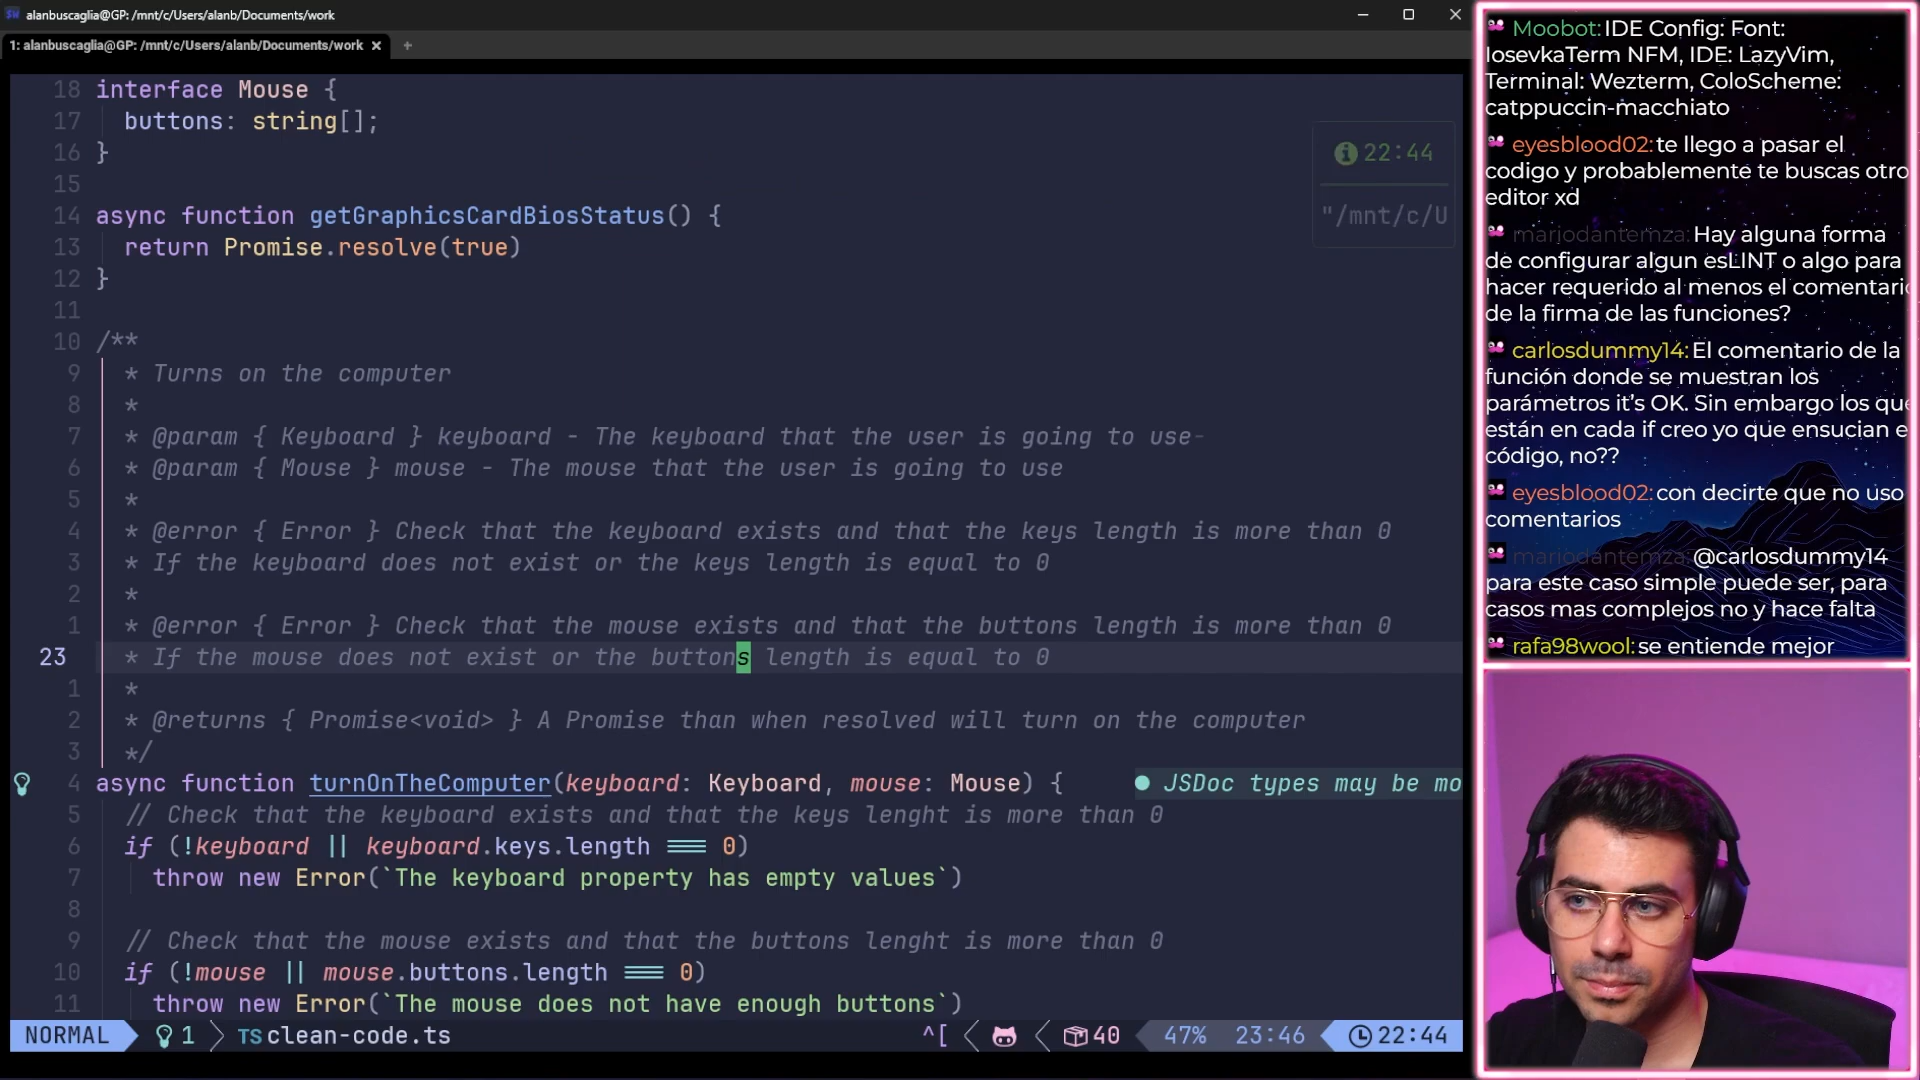 alanbuscaglia@GP: /mnt/c/Users/alanb/Documents/work
1: alanbuscaglia@GP: /mnt/c/Users/alanb/Documents/work × +
18 interface Mouse {
17 buttons: string[];
16 }
15
14 async function getGraphicsCardBiosStatus() {
13 return Promise.resolve(true)
12 }
11
10 /**
9 * Turns on the computer
8 *
7 * @param { Keyboard } keyboard - The keyboard that the user is going to use-
6 * @param { Mouse } mouse - The mouse that the user is going to use
5 *
4 * @error { Error } Check that the keyboard exists and that the keys length is more than 0
3 * If the keyboard does not exist or the keys length is equal to 0
2 *
1 * @error { Error } Check that the mouse exists and that the buttons length is more than 0
23 * If the mouse does not exist or the buttons length is equal to 0
1 *
2 * @returns { Promise<void> } A Promise than when resolved will turn on the computer
3 */
4 async function turnOnTheComputer(keyboard: Keyboard, mouse: Mouse) { ● JSDoc types may be mo
5 // Check that the keyboard exists and that the keys lenght is more than 0
6 if (!keyboard || keyboard.keys.length === 0)
7 throw new Error(`The keyboard property has empty values`)
8
9 // Check that the mouse exists and that the buttons lenght is more than 0
10 if (!mouse || mouse.buttons.length === 0)
11 throw new Error(`The mouse does not have enough buttons`)
NORMAL 1 TS clean-code.ts ^[ 40 47% 23:46 22:44
22:44
"/mnt/c/U
Moobot: IDE Config: Font:
IosevkaTerm NFM, IDE: LazyVim,
Terminal: Wezterm, ColoScheme:
catppuccin-macchiato
eyesblood02: te llego a pasar el
codigo y probablemente te buscas otro
editor xd
mariodantemza: Hay alguna forma
de configurar algun esLINT o algo para
hacer requerido al menos el comentari
de la firma de las funciones?
carlosdummy14: El comentario de la
función donde se muestran los
parámetros it's OK. Sin embargo los que
están en cada if creo yo que ensucian e
código, no??
eyesblood02: con decirte que no uso
comentarios
mariodantemza: @carlosdummy14
para este caso simple puede ser, para
casos mas complejos no y hace falta
rafa98wool: se entiende mejor